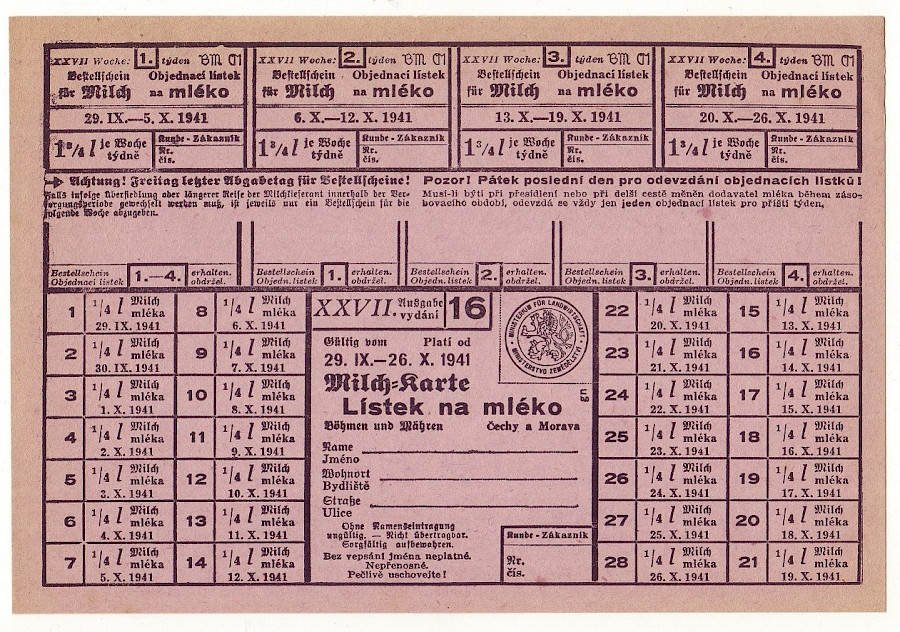 XXVII Woche: 1. týden BM M
Bestellschein Objednací lístek
für Milch na mléko
29. IX.—5. X. 1941
1 3/4 l je Woche týdně
Kunde - Zákazník
Nr.
čís.
XXVII Woche: 2. týden BM M
Bestellschein Objednací lístek
für Milch na mléko
6. X.—12. X. 1941
1 3/4 l je Woche týdně
Kunde - Zákazník
Nr.
čís.
XXVII Woche: 3. týden BM M
Bestellschein Objednací lístek
für Milch na mléko
13. X.—19. X. 1941
1 3/4 l je Woche týdně
Kunde - Zákazník
Nr.
čís.
XXVII Woche: 4. týden BM M
Bestellschein Objednací lístek
für Milch na mléko
20. X.—26. X. 1941
1 3/4 l je Woche týdně
Kunde - Zákazník
Nr.
čís.
Achtung! Freitag letzter Abgabetag für Bestellscheine!
Falls infolge Übersiedlung oder längerer Reise der Milchlieferant innerhalb der Ver-
sorgungsperiode gewechselt werden muß, ist jeweils nur ein Bestellschein für die
folgende Woche abzugeben.
Pozor! Pátek poslední den pro odevzdání objednacích lístků!
Musí-li býti při přesídlení nebo při delší cestě měněn dodavatel mléka během záso-
bovacího období, odevzdá se vždy jen jeden objednací lístek pro příští týden,
Bestellschein 1.—4. erhalten.
Objednací lístek obdržel.
Bestellschein 1. erhalten.
Objedn. lístek obdržel.
Bestellschein 2. erhalten.
Objedn. lístek obdržel.
Bestellschein 3. erhalten.
Objedn. lístek obdržel.
Bestellschein 4. erhalten.
Objedn. lístek obdržel.
1 1/4 l Milch mléka 29. IX. 1941
2 1/4 l Milch mléka 30. IX. 1941
3 1/4 l Milch mléka 1. X. 1941
4 1/4 l Milch mléka 2. X. 1941
5 1/4 l Milch mléka 3. X. 1941
6 1/4 l Milch mléka 4. X. 1941
7 1/4 l Milch mléka 5. X. 1941
8 1/4 l Milch mléka 6. X. 1941
9 1/4 l Milch mléka 7. X. 1941
10 1/4 l Milch mléka 8. X. 1941
11 1/4 l Milch mléka 9. X. 1941
12 1/4 l Milch mléka 10. X. 1941
13 1/4 l Milch mléka 11. X. 1941
14 1/4 l Milch mléka 12. X. 1941
XXVII. Ausgabe vydání 16
MINISTERIUM FÜR LANDWIRTSCHAFT
MINISTERSTVO ZEMĚDĚLSTVÍ
Gültig vom Platí od
29. IX.—26. X. 1941
Milch-Karte
Lístek na mléko
Böhmen und Mähren Čechy a Morava
Name
Jméno
Wohnort
Bydliště
Straße
Ulice
Ohne Namenseintragung
ungültig. — Nicht übertragbar.
Sorgfältig aufbewahren.
Bez vepsání jména neplatné.
Nepřenosné.
Pečlivě uschovejte!
Kunde - Zákazník
Nr.
čís.
22 1/4 l Milch mléka 20. X. 1941
23 1/4 l Milch mléka 21. X. 1941
24 1/4 l Milch mléka 22. X. 1941
25 1/4 l Milch mléka 23. X. 1941
26 1/4 l Milch mléka 24. X. 1941
27 1/4 l Milch mléka 25. X. 1941
28 1/4 l Milch mléka 26. X. 1941
15 1/4 l Milch mléka 13. X. 1941
16 1/4 l Milch mléka 14. X. 1941
17 1/4 l Milch mléka 15. X. 1941
18 1/4 l Milch mléka 16. X. 1941
19 1/4 l Milch mléka 17. X. 1941
20 1/4 l Milch mléka 18. X. 1941
21 1/4 l Milch mléka 19. X. 1941